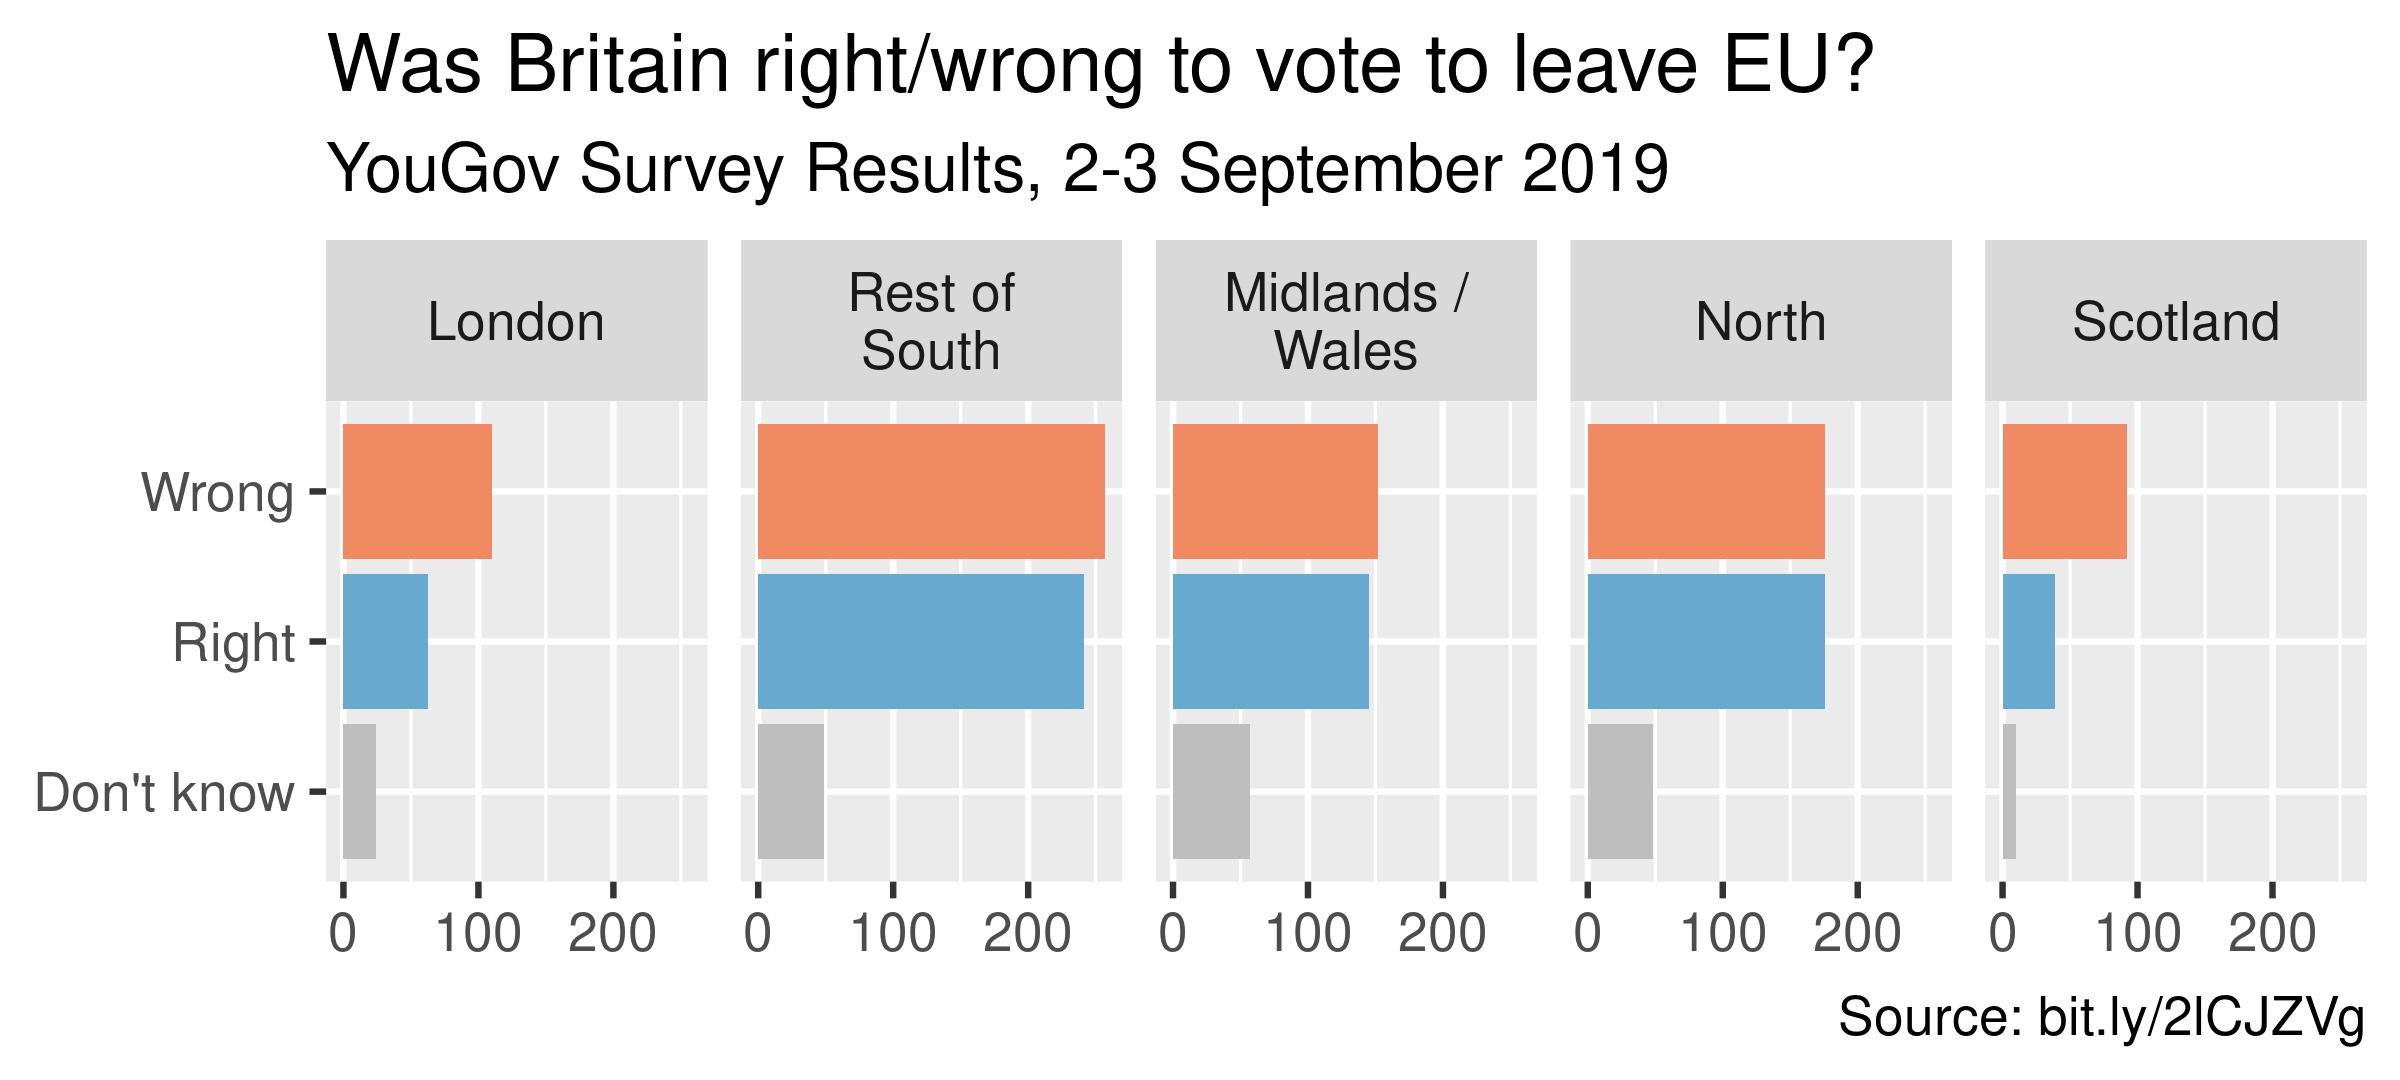 Was Britain right/wrong to vote to leave EU?
YouGov Survey Results, 2-3 September 2019
London
Rest of
South
Midlands /
Wales
North
Scotland
Wrong
Right
Don't know
0 100 200
0 100 200
0 100 200
0 100 200
0 100 200
Source: bit.ly/2lCJZVg